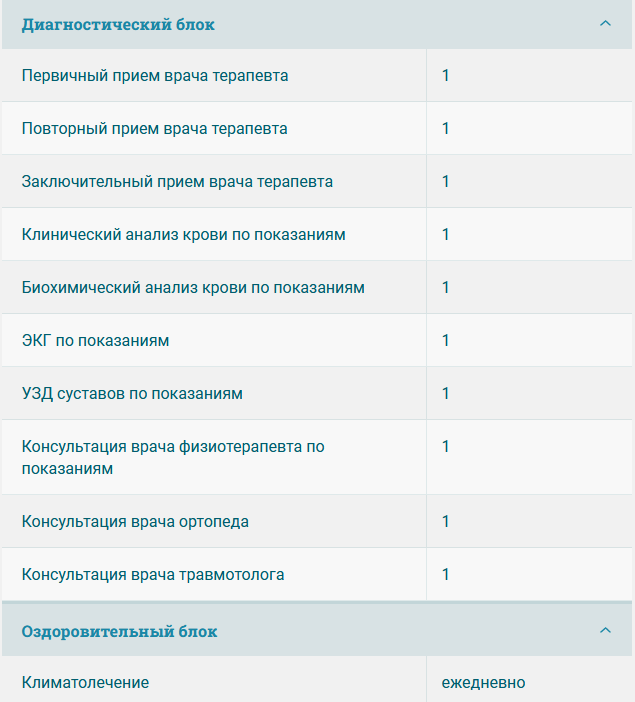 Диагностический блок
Первичный прием врача терапевта 1
Повторный прием врача терапевта 1
Заключительный прием врача терапевта 1
Клинический анализ крови по показаниям 1
Биохимический анализ крови по показаниям 1
ЭКГ по показаниям 1
УЗД суставов по показаниям 1
Консультация врача физиотерапевта по 1
показаниям
Консультация врача ортопеда 1
Консультация врача травмотолога 1
Оздоровительный блок
Климатолечение ежедневно